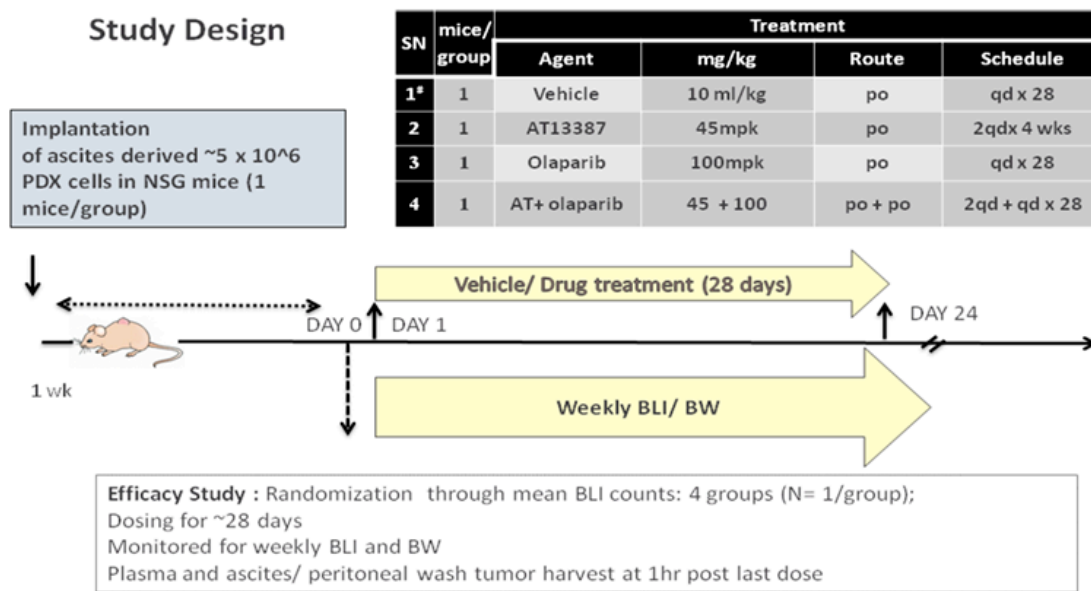 Study Design
SN mice/group Treatment
Agent mg/kg Route Schedule
1# 1 Vehicle 10 ml/kg po qd x 28
2 1 AT13387 45mpk po 2qdx 4 wks
3 1 Olaparib 100mpk po qd x 28
4 1 AT+ olaparib 45 + 100 po + po 2qd + qd x 28
Implantation
of ascites derived ~5 x 10^6
PDX cells in NSG mice (1
mice/group)
Vehicle/ Drug treatment (28 days)
DAY 0 DAY 1 DAY 24
1 wk
Weekly BLI/ BW
Efficacy Study : Randomization through mean BLI counts: 4 groups (N= 1/group);
Dosing for ~28 days
Monitored for weekly BLI and BW
Plasma and ascites/ peritoneal wash tumor harvest at 1hr post last dose